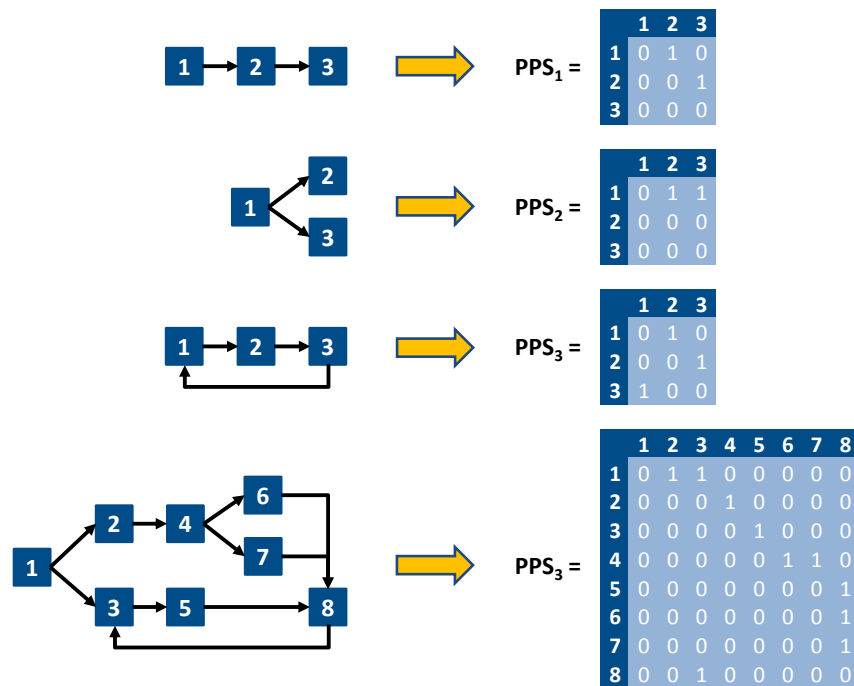 1 2 3
PPS1 =
1 2 3
1 0 1 0
2 0 0 1
3 0 0 0
1 2 3
PPS2 =
1 2 3
1 0 1 1
2 0 0 0
3 0 0 0
1 2 3
PPS3 =
1 2 3
1 0 1 0
2 0 0 1
3 1 0 0
6
2 4
7
1
3 5 8
PPS3 =
1 2 3 4 5 6 7 8
1 0 1 1 0 0 0 0 0
2 0 0 0 1 0 0 0 0
3 0 0 0 0 1 0 0 0
4 0 0 0 0 0 1 1 0
5 0 0 0 0 0 0 0 1
6 0 0 0 0 0 0 0 1
7 0 0 0 0 0 0 0 1
8 0 0 1 0 0 0 0 0